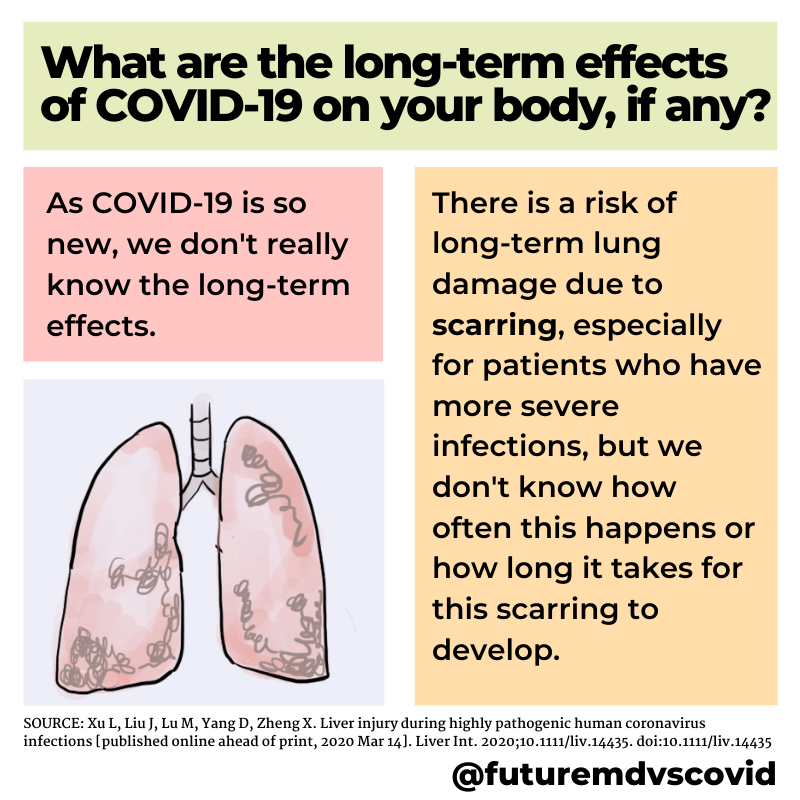 What are the long-term effects
of COVID-19 on your body, if any?
As COVID-19 is so
new, we don't really
know the long-term
effects.
There is a risk of
long-term lung
damage due to
scarring, especially
for patients who have
more severe
infections, but we
don't know how
often this happens or
how long it takes for
this scarring to
develop.
SOURCE: Xu L, Liu J, Lu M, Yang D, Zheng X. Liver injury during highly pathogenic human coronavirus
infections [published online ahead of print, 2020 Mar 14]. Liver Int. 2020;10.1111/liv.14435. doi:10.1111/liv.14435
@futuremdvscovid